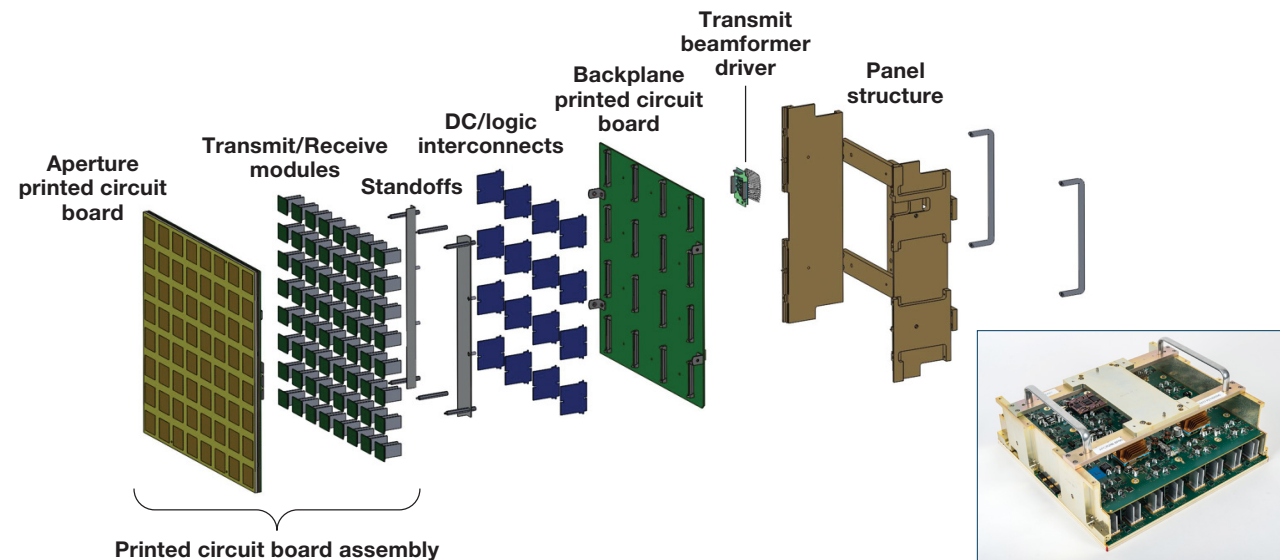 Transmit
beamformer
driver
Panel
structure
Backplane
printed circuit
board
DC/logic
interconnects
Transmit/Receive
modules
Standoffs
Aperture
printed circuit
board
Printed circuit board assembly